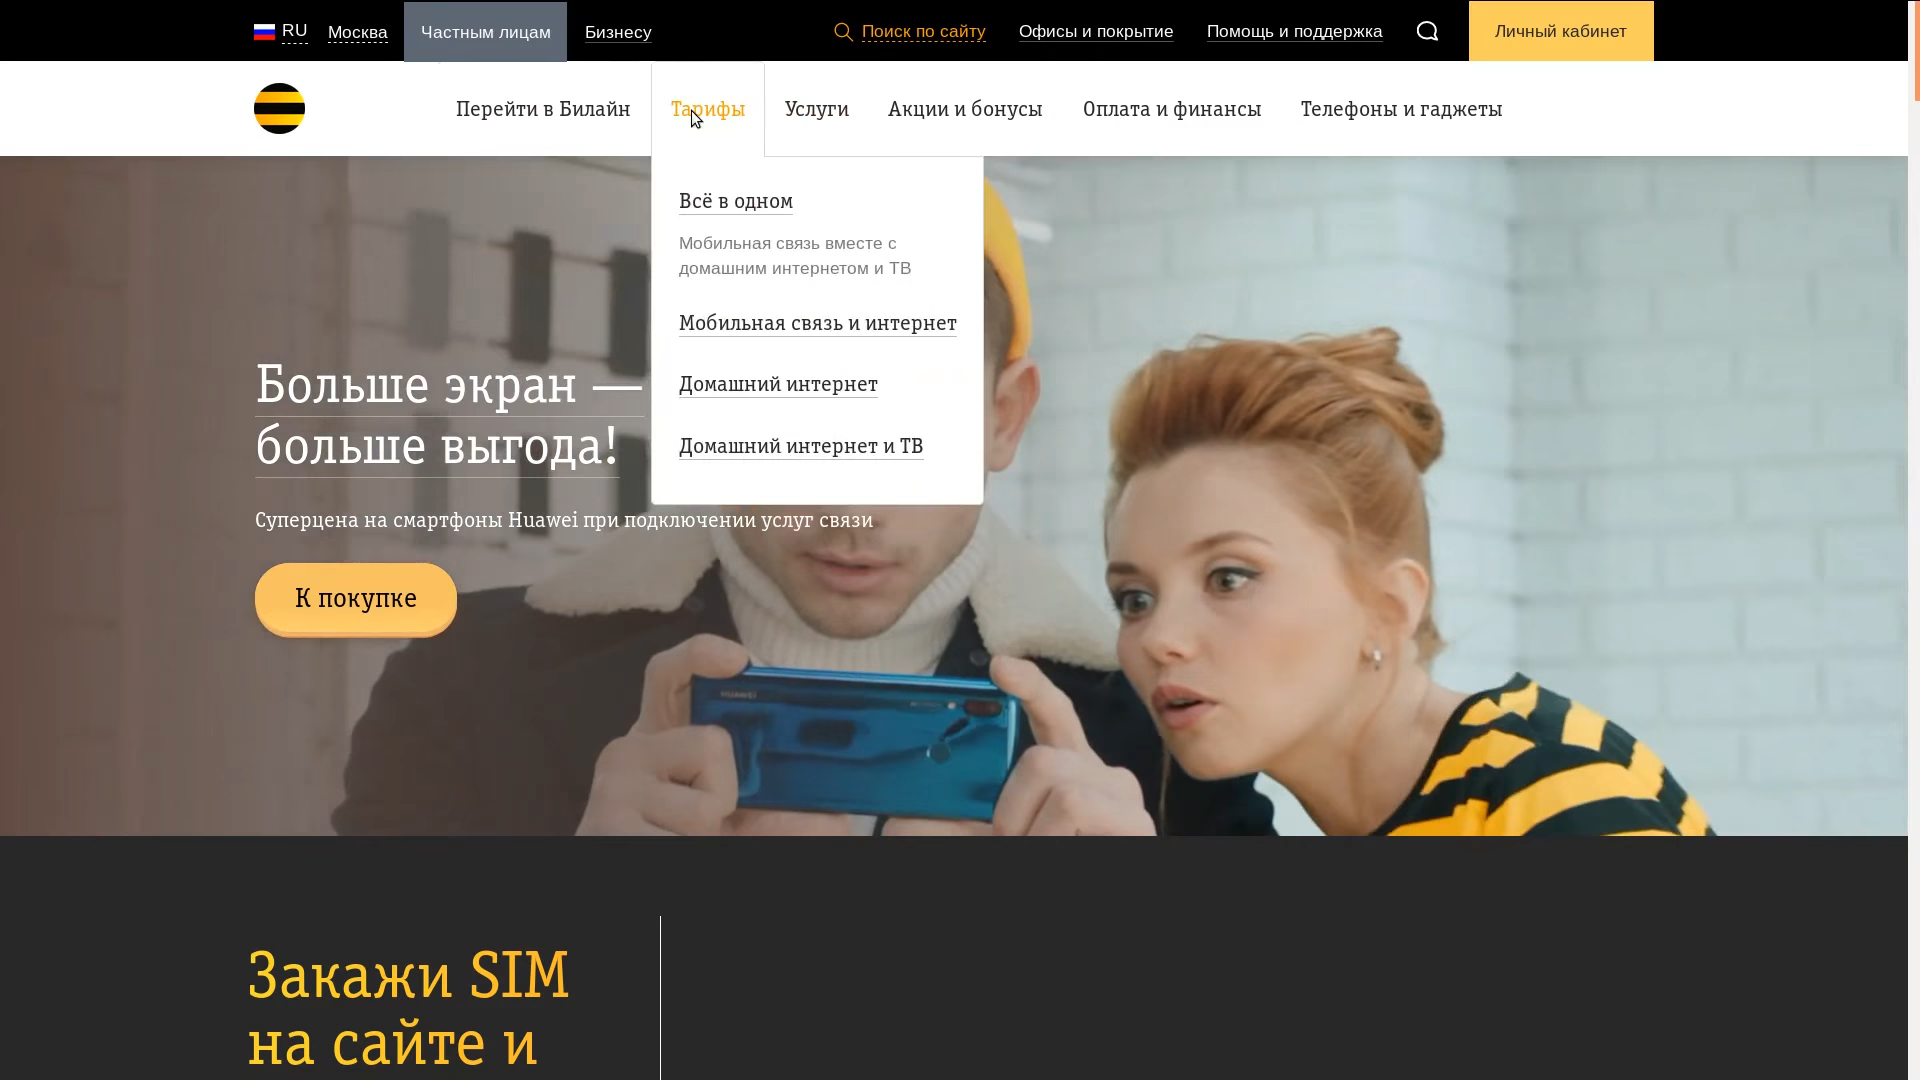 RU
Москва
Частным лицам
Бизнесу
Поиск по сайту
Офисы и покрытие
Помощь и поддержка
Личный кабинет
Перейти в Билайн
Тарифы
Услуги
Акции и бонусы
Оплата и финансы
Телефоны и гаджеты
Всё в одном
Мобильная связь вместе с
домашним интернетом и ТВ
Мобильная связь и интернет
Домашний интернет
Домашний интернет и ТВ
Больше экран —
больше выгода!
Суперцена на смартфоны Huawei при подключении услуг связи
К покупке
HUAWEI
Закажи SIM
на сайте и